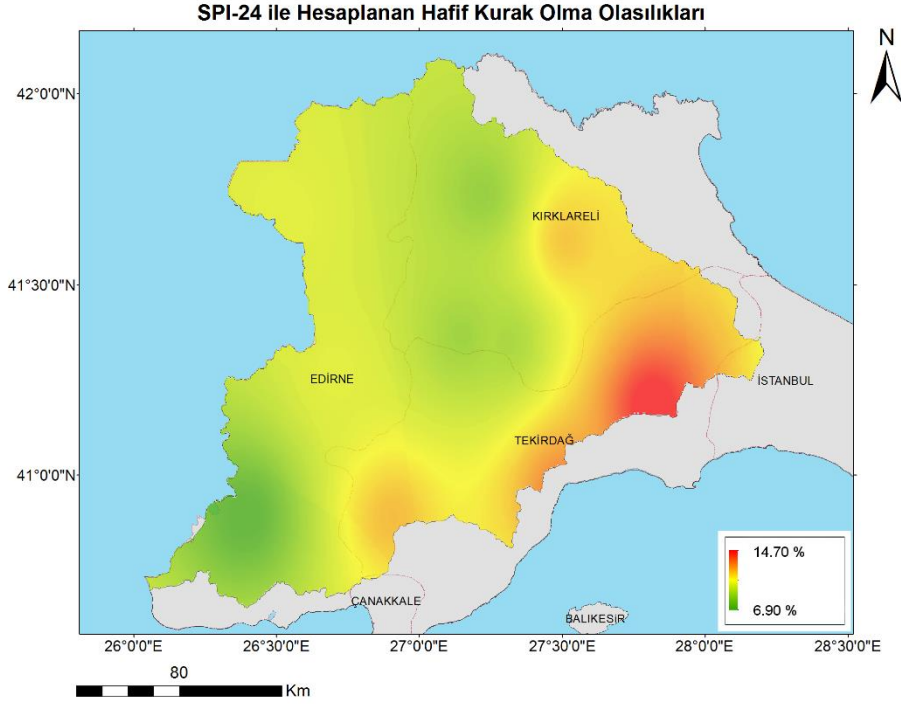 SPI-24 ile Hesaplanan Hafif Kurak Olma Olasılıkları
N
42°0'0"N
41°30'0"N
41°0'0"N
KIRKLARELİ
EDİRNE
İSTANBUL
TEKİRDAĞ
ÇANAKKALE
BALIKESİR
14.70 %
6.90 %
26°0'0"E
26°30'0"E
27°0'0"E
27°30'0"E
28°0'0"E
28°30'0"E
80
Km